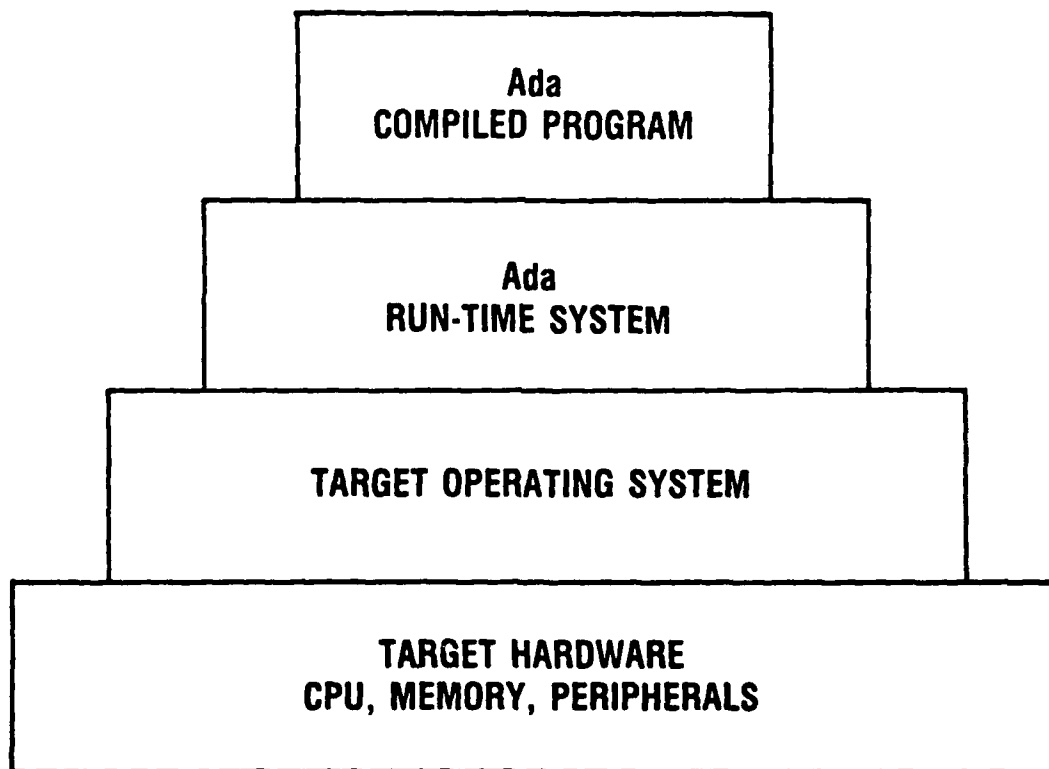 Ada
COMPILED PROGRAM
Ada
RUN-TIME SYSTEM
TARGET OPERATING SYSTEM
TARGET HARDWARE
CPU, MEMORY, PERIPHERALS